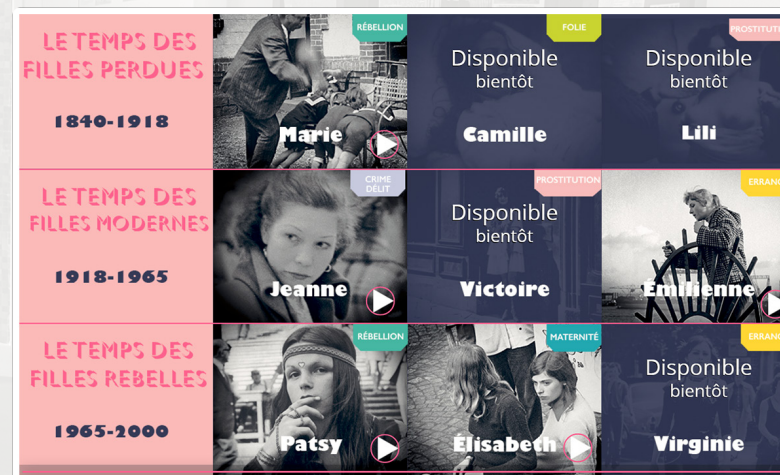 LE TEMPS DES
FILLES PERDUES
1840-1918
RÉBELLION
Marie
FOLIE
Disponible
bientôt
Camille
Disponible
bientôt
Lili
LE TEMPS DES
FILLES MODERNES
1918-1965
CRIME
DÉLIT
Jeanne
PROSTITUTION
Disponible
bientôt
Victoire
Émilienne
LE TEMPS DES
FILLES REBELLES
1965-2000
RÉBELLION
Patsy
MATERNITÉ
Élisabeth
Disponible
bientôt
Virginie